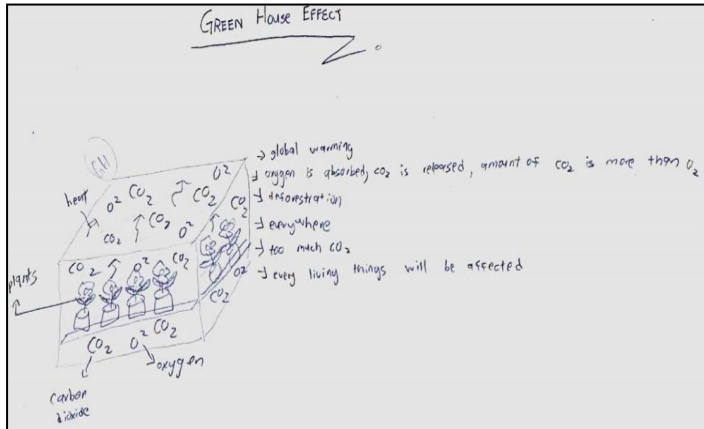 GREEN House EFFECT
GH
→ global warming
→ oxygen is absorbed, CO₂ is released, amount of CO₂ is more than O₂
→ deforestration
→ everywhere
→ too much CO₂
→ every living things will be affected
heat
O² CO₂ O²
CO₂
CO₂ CO₂ O² CO₂
O²
CO₂ O² CO₂
plants
O²
CO₂
CO₂ O² CO₂
oxygen
carbon
dioxide